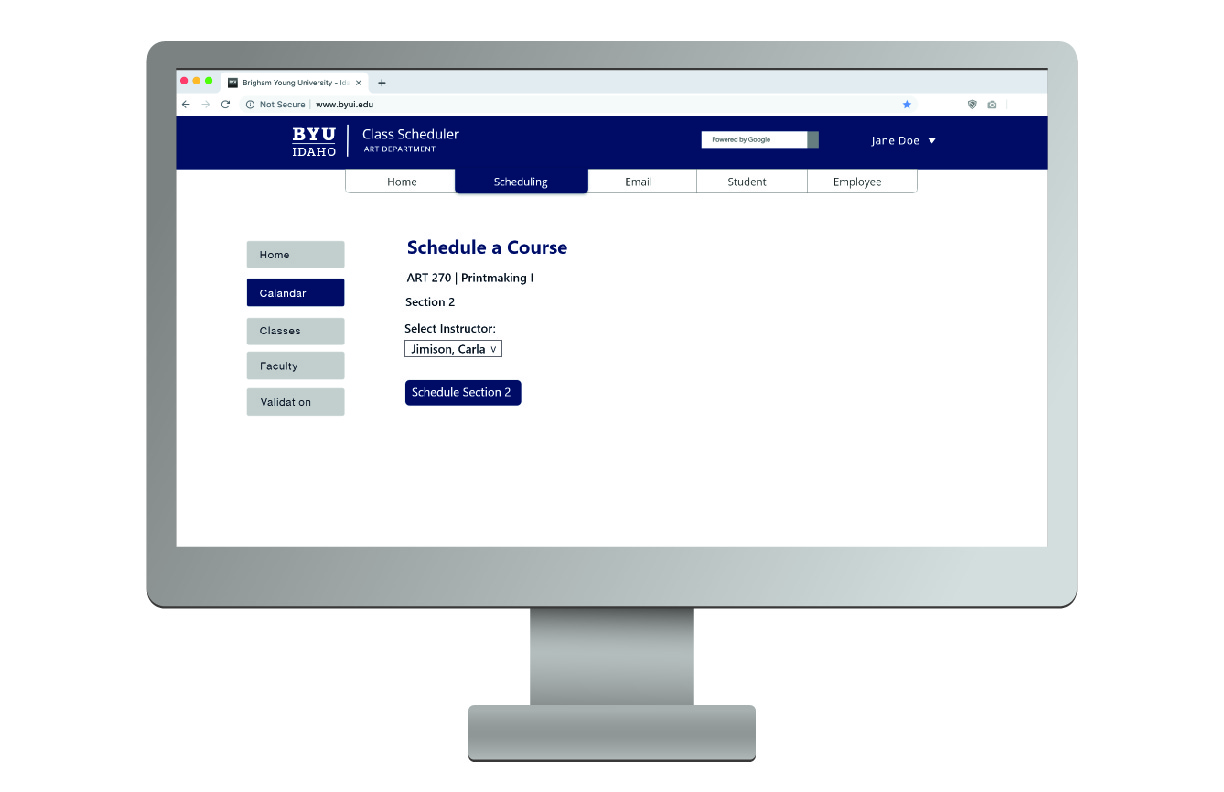 Brigham Young University - Id
Not Secure | www.byui.edu
BYU
IDAHO
Class Scheduler
ART DEPARTMENT
Powered by Google
Jane Doe
Home Scheduling Email Student Employee
Home
Calandar
Classes
Faculty
Validation
Schedule a Course
ART 270 | Printmaking I
Section 2
Select Instructor:
Jimison, Carla v
Schedule Section 2